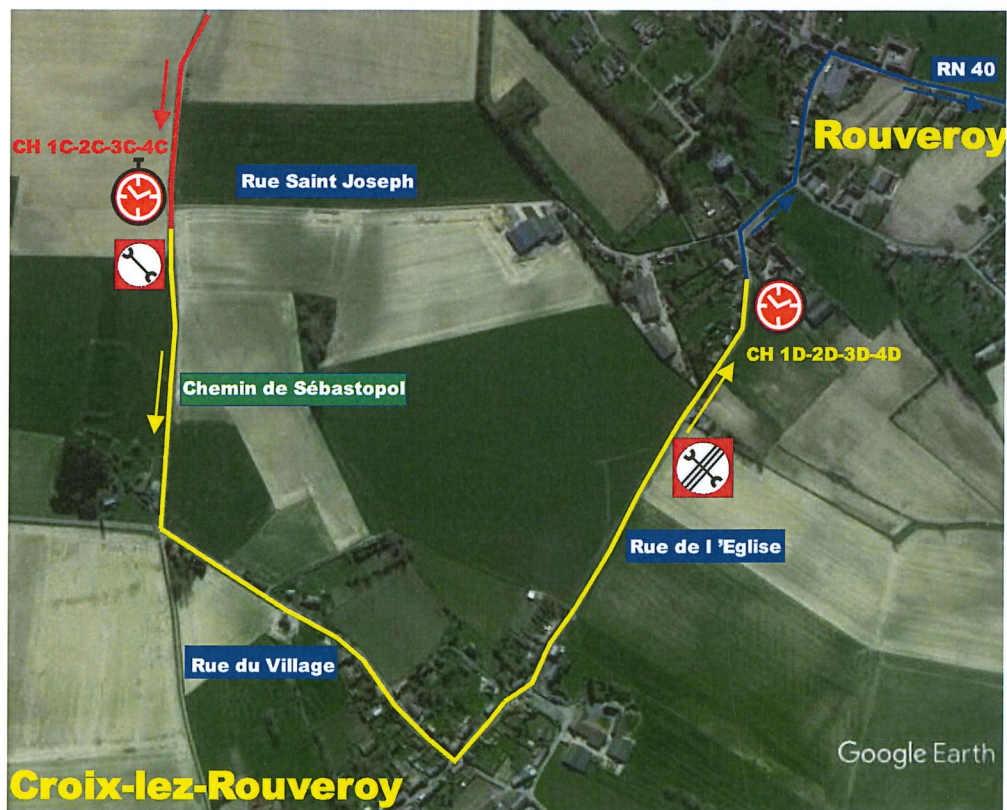 RN 40
Rouveroy
CH 1C-2C-3C-4C
Rue Saint Joseph
CH 1D-2D-3D-4D
Chemin de Sébastopol
Rue de l ’Eglise
Rue du Village
Google Earth
Croix-lez-Rouveroy